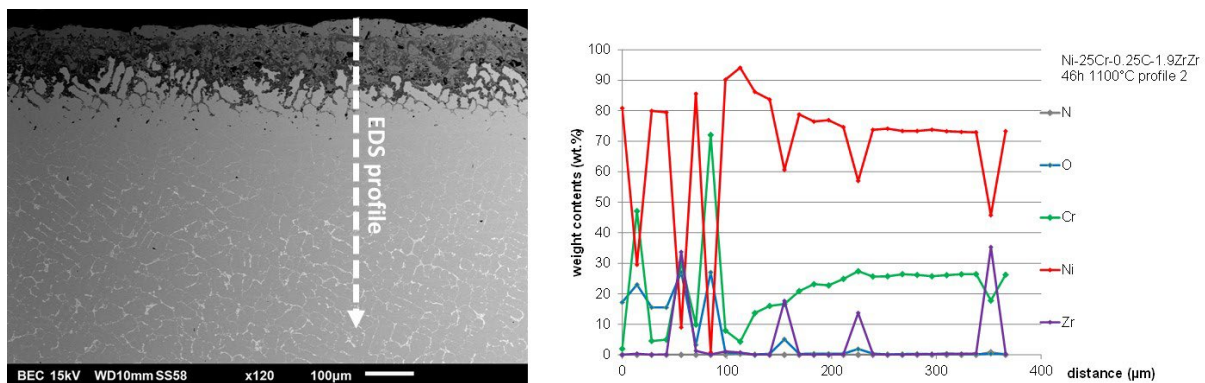 EDS profile
BEC 15kV WD10mm SS58 x120 100µm
Ni-25Cr-0.25C-1.9ZrZr
46h 1100°C profile 2
weight contents (wt.%)
100
90
80
70
60
50
40
30
20
10
0
0 100 200 300 400
distance (µm)
N
O
Cr
Ni
Zr